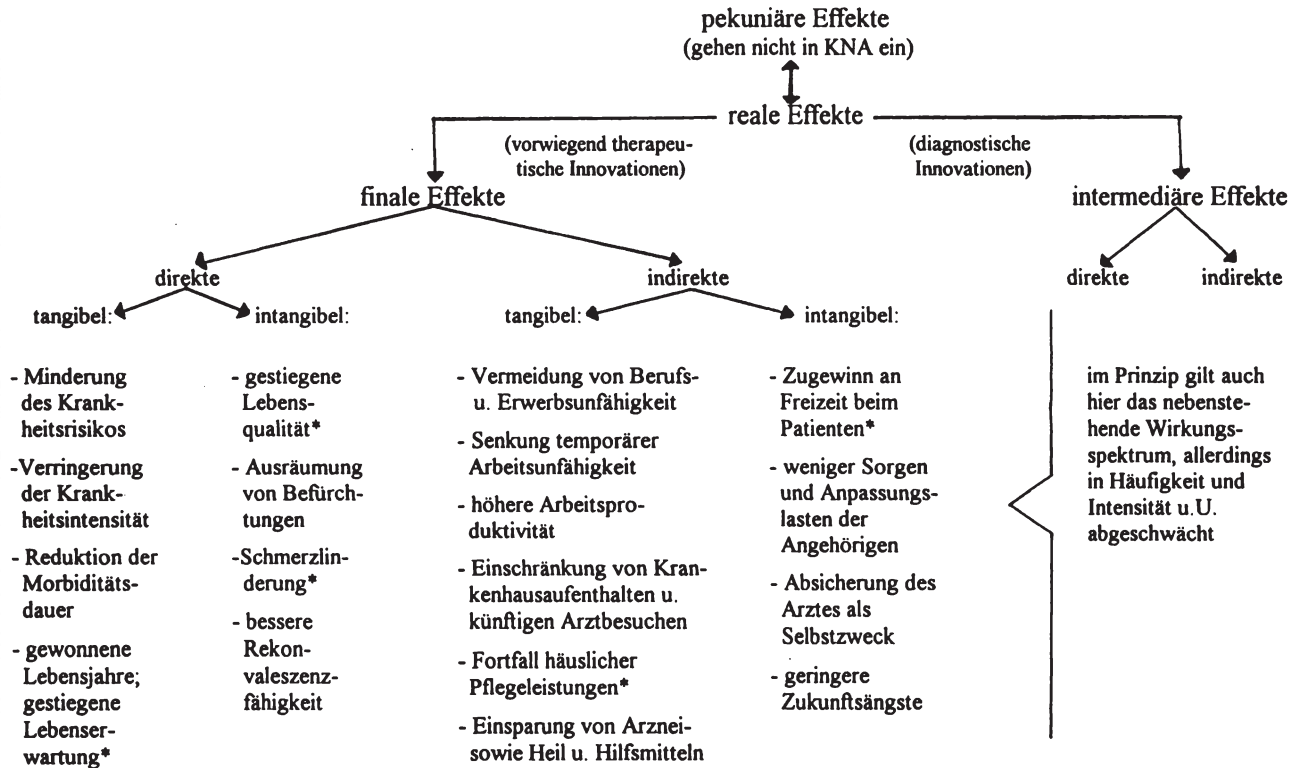 pekuniäre Effekte
(gehen nicht in KNA ein)
reale Effekte
(vorwiegend therapeu-
tische Innovationen)
(diagnostische
Innovationen)
finale Effekte
intermediäre Effekte
direkte
indirekte
direkte
indirekte
tangibel:
intangibel:
tangibel:
intangibel:
- Minderung
des Krank-
heitsrisikos
-Verringerung
der Krank-
heitsintensität
- Reduktion der
Morbiditäts-
dauer
- gewonnene
Lebensjahre;
gestiegene
Lebenser-
wartung*
- gestiegene
Lebens-
qualität*
- Ausräumung
von Befürch-
tungen
-Schmerzlin-
derung*
- bessere
Rekon-
valeszenz-
fähigkeit
- Vermeidung von Berufs-
u. Erwerbsunfähigkeit
- Senkung temporärer
Arbeitsunfähigkeit
- höhere Arbeitspro-
duktivität
- Einschränkung von Kran-
kenhausaufenthalten u.
künftigen Arztbesuchen
- Fortfall häuslicher
Pflegeleistungen*
- Einsparung von Arznei-
sowie Heil u. Hilfsmitteln
- Zugewinn an
Freizeit beim
Patienten*
- weniger Sorgen
und Anpassungs-
lasten der
Angehörigen
- Absicherung des
Arztes als
Selbstzweck
- geringere
Zukunftsängste
im Prinzip gilt auch
hier das nebenste-
hende Wirkungs-
spektrum, allerdings
in Häufigkeit und
Intensität u.U.
abgeschwächt